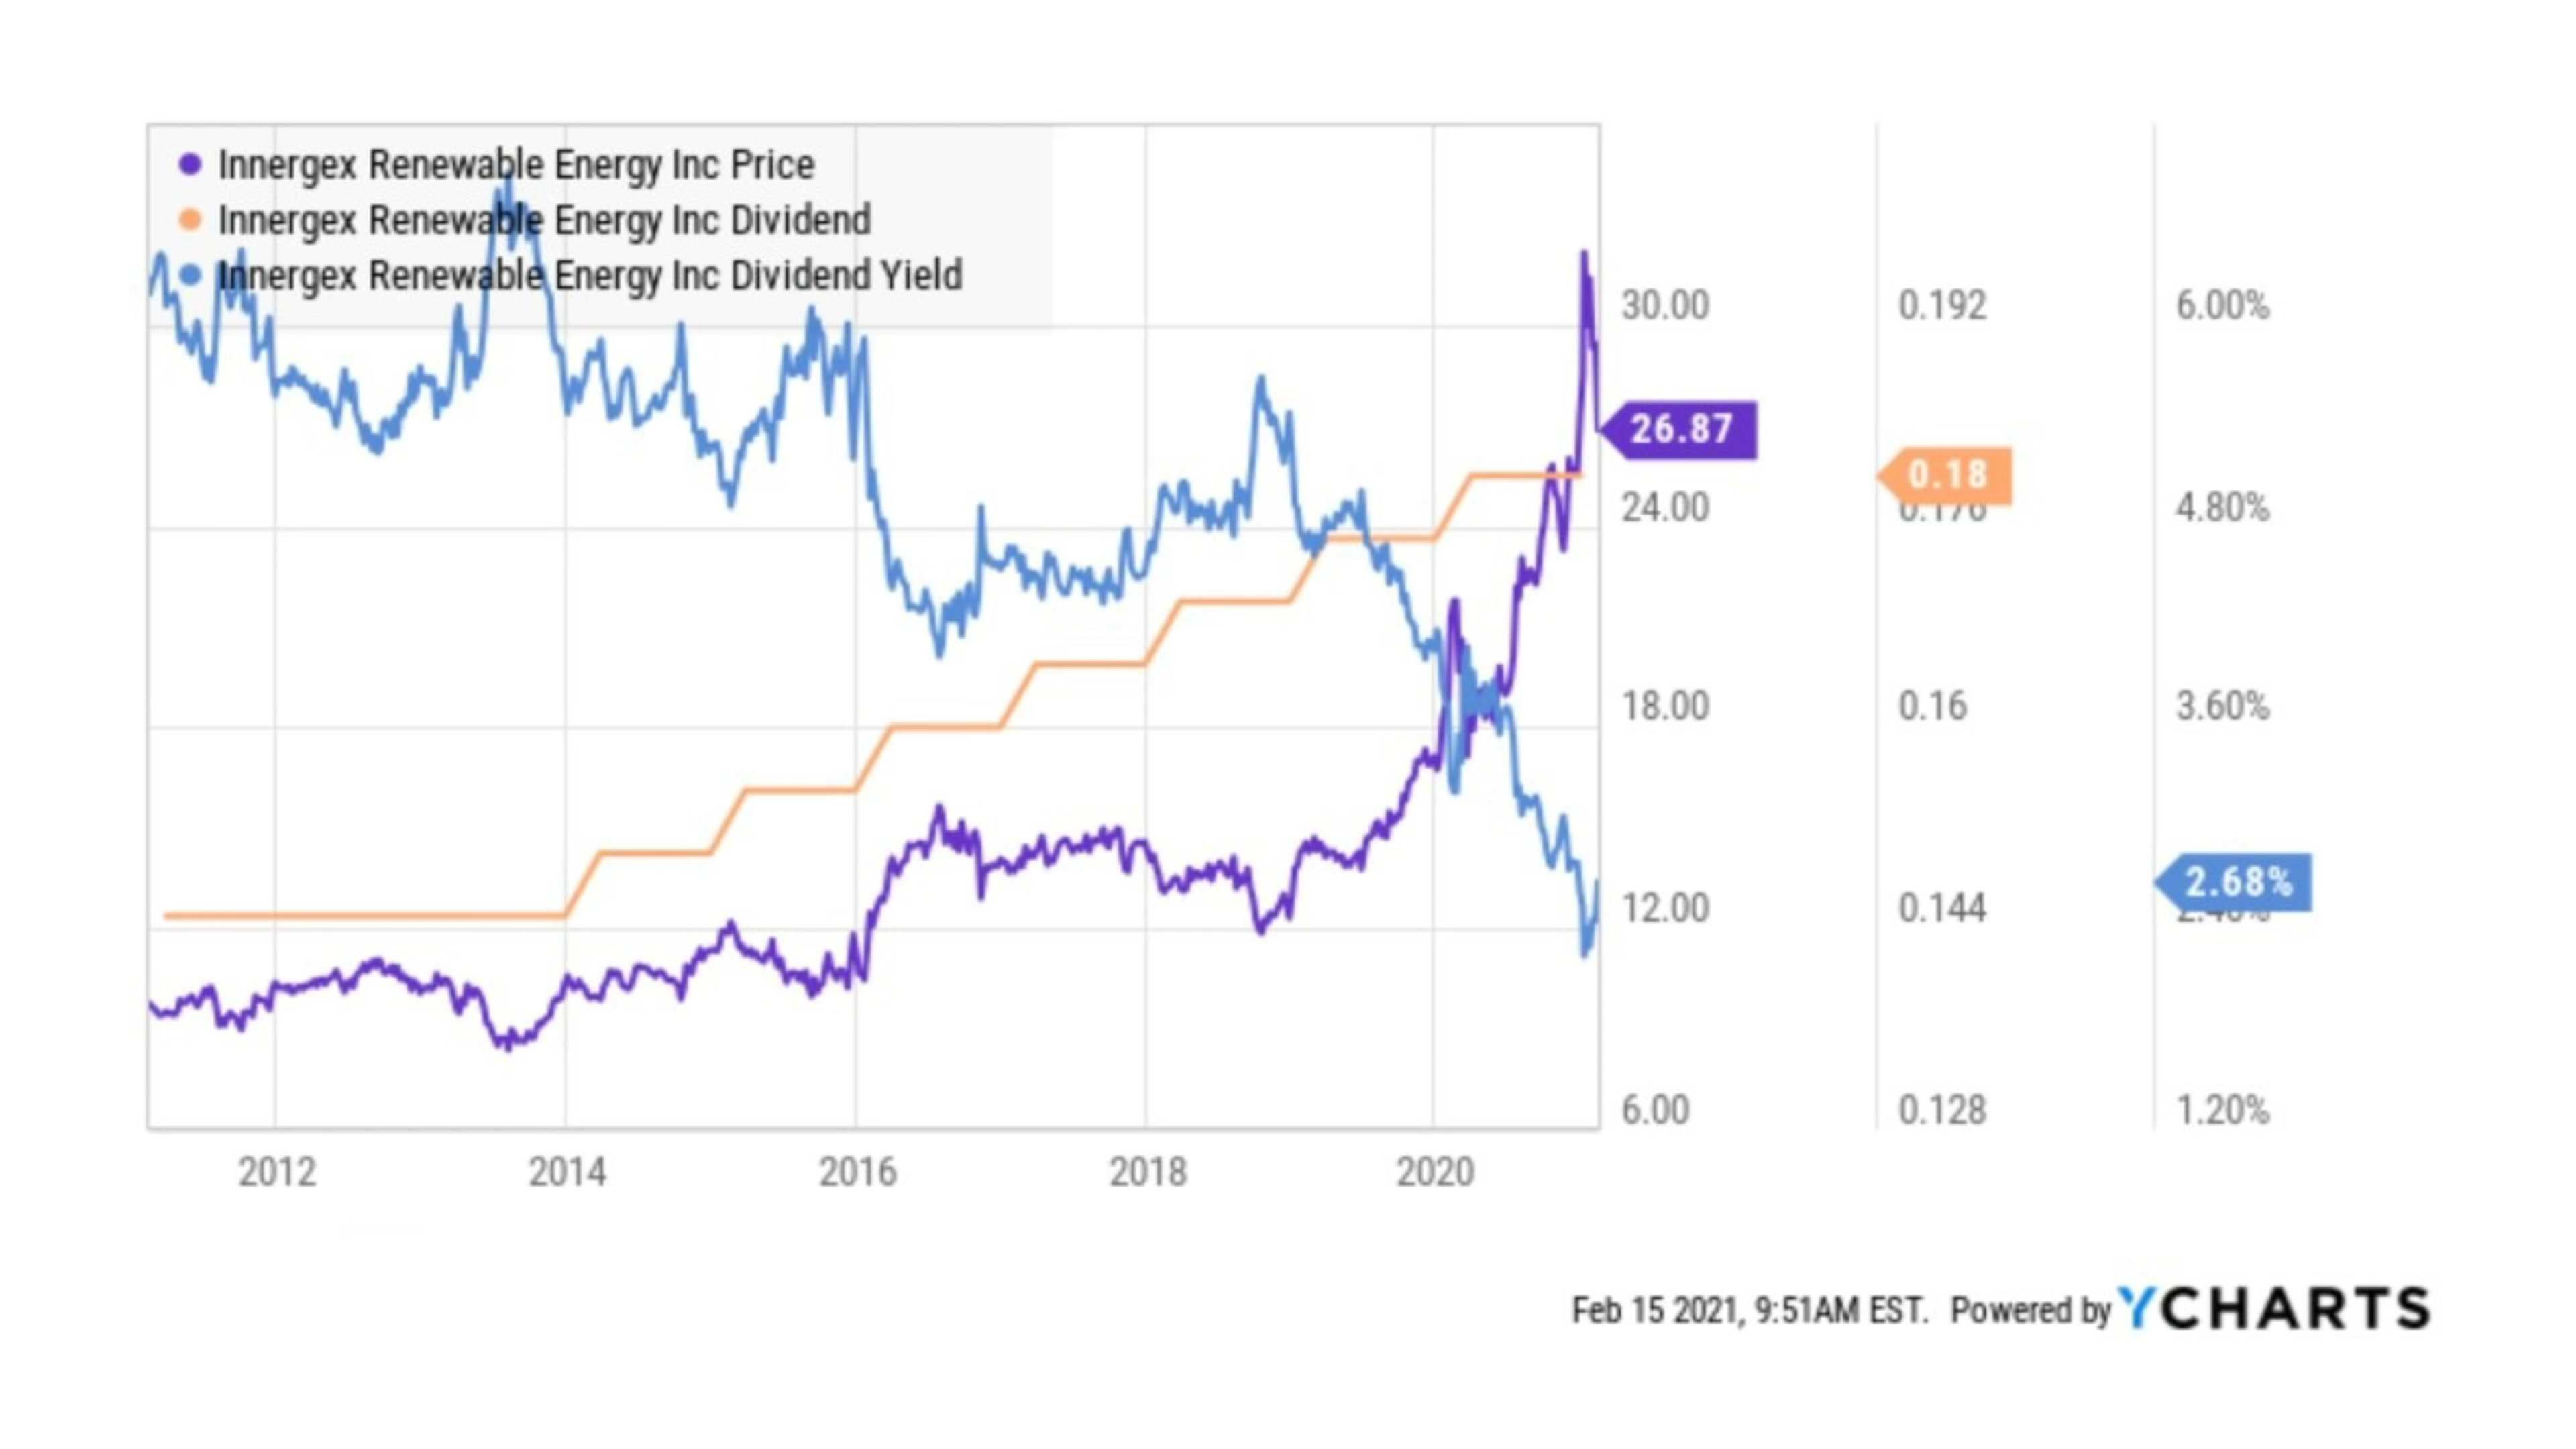 Innergex Renewable Energy Inc Price
Innergex Renewable Energy Inc Dividend
Innergex Renewable Energy Inc Dividend Yield
30.00 0.192 6.00%
26.87
0.18
24.00 0.176 4.80%
18.00 0.16 3.60%
2.68%
12.00 0.144
6.00 0.128 1.20%
2012 2014 2016 2018 2020
Feb 15 2021, 9:51AM EST. Powered by YCHARTS